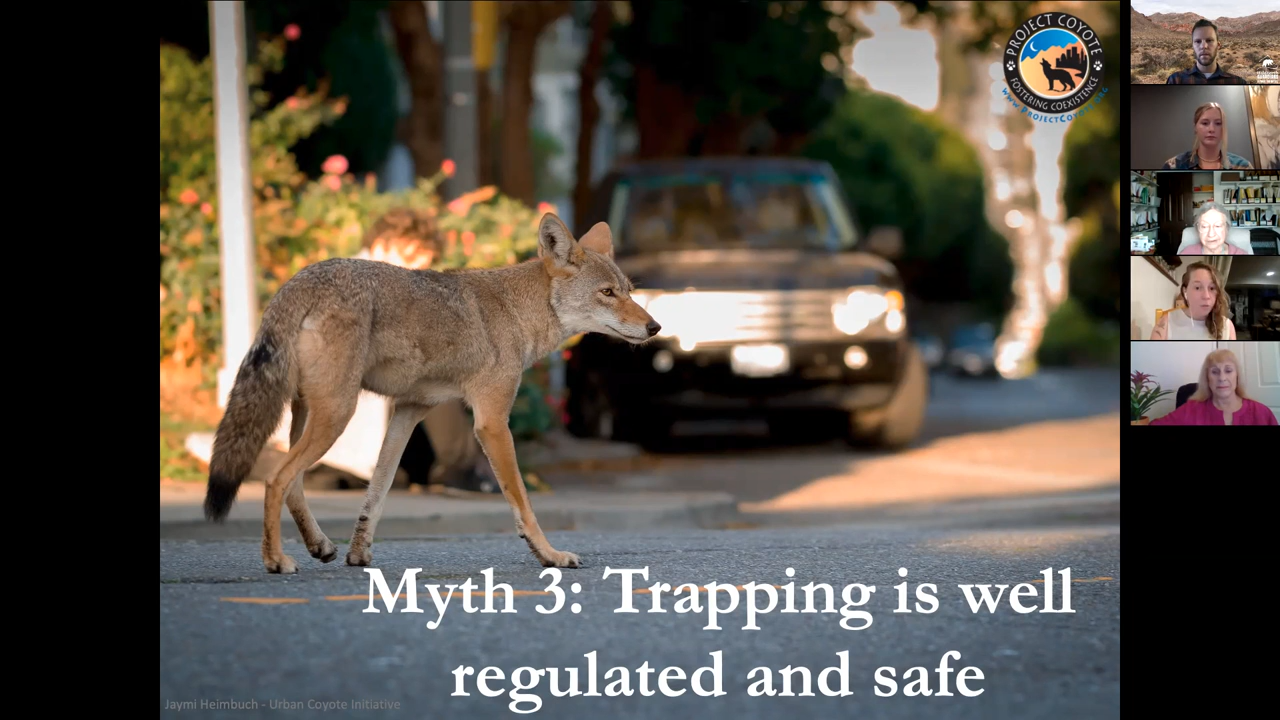 PROJECT COYOTE
FOSTERING COEXISTENCE
WWW.PROJECTCOYOTE.ORG
Myth 3: Trapping is well
regulated and safe
Jaymi Heimbuch - Urban Coyote Initiative